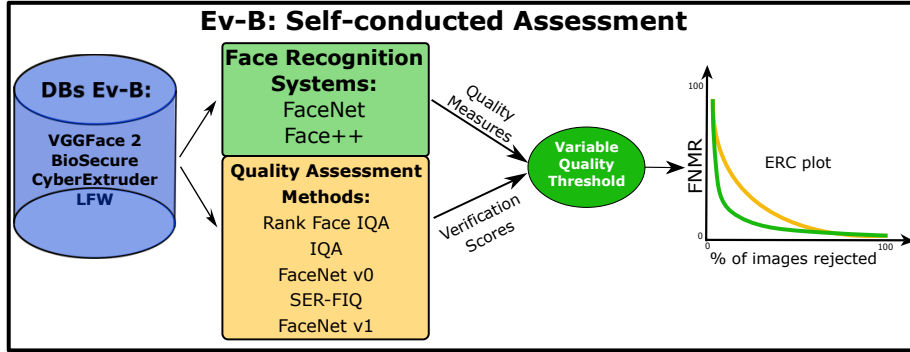 Ev-B: Self-conducted Assessment
DBs Ev-B:
VGGFace 2
BioSecure
CyberExtruder
LFW
Face Recognition
Systems:
FaceNet
Face++
Quality Assessment
Methods:
Rank Face IQA
IQA
FaceNet v0
SER-FIQ
FaceNet v1
Quality
Measures
Verification
Scores
Variable
Quality
Threshold
100
FNMR
ERC plot
0
0
100
% of images rejected